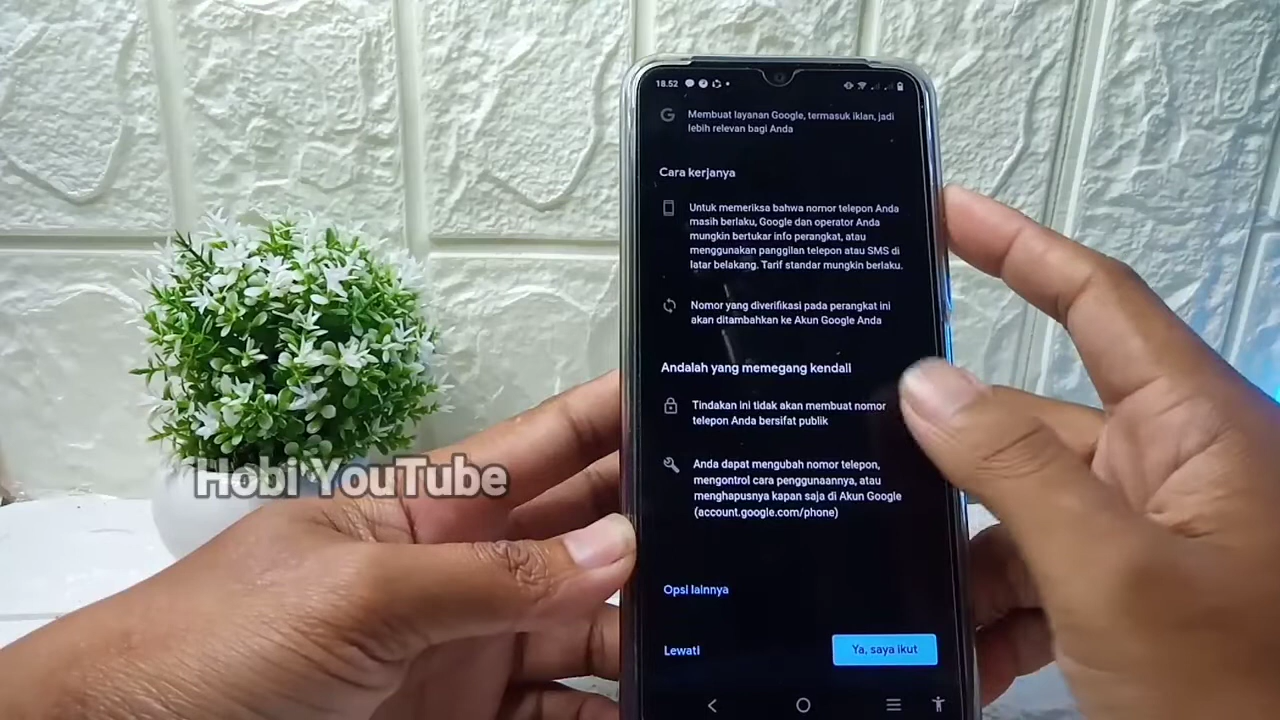 18.52
Membuat layanan Google, termasuk iklan, jadi
lebih relevan bagi Anda
Cara kerjanya
Untuk memeriksa bahwa nomor telepon Anda
masih berlaku, Google dan operator Anda
mungkin bertukar info perangkat, atau
menggunakan panggilan telepon atau SMS di
latar belakang. Tarif standar mungkin berlaku.
Nomor yang diverifikasi pada perangkat ini
akan ditambahkan ke Akun Google Anda
Andalah yang memegang kendali
Tindakan ini tidak akan membuat nomor
telepon Anda bersifat publik
Anda dapat mengubah nomor telepon,
mengontrol cara penggunaannya, atau
menghapusnya kapan saja di Akun Google
(account.google.com/phone)
Opsi lainnya
Lewati
Ya, saya ikut
Hobi YouTube